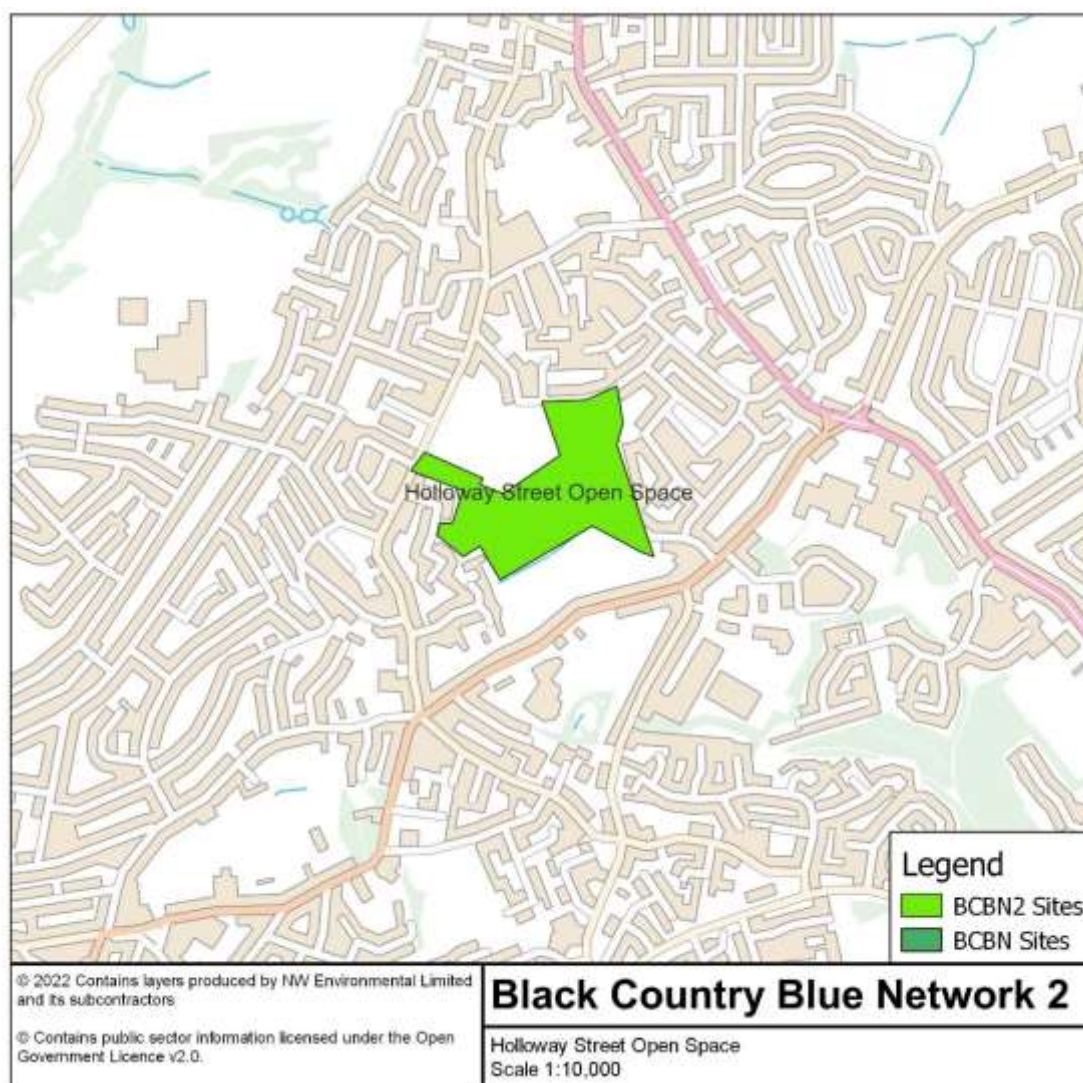 Holloway Street Open Space
Legend
BCBN2 Sites
BCBN Sites
© 2022 Contains layers produced by NW Environmental Limited
and its subcontractors
© Contains public sector information licensed under the Open
Government Licence v2.0.
Black Country Blue Network 2
Holloway Street Open Space
Scale 1:10,000